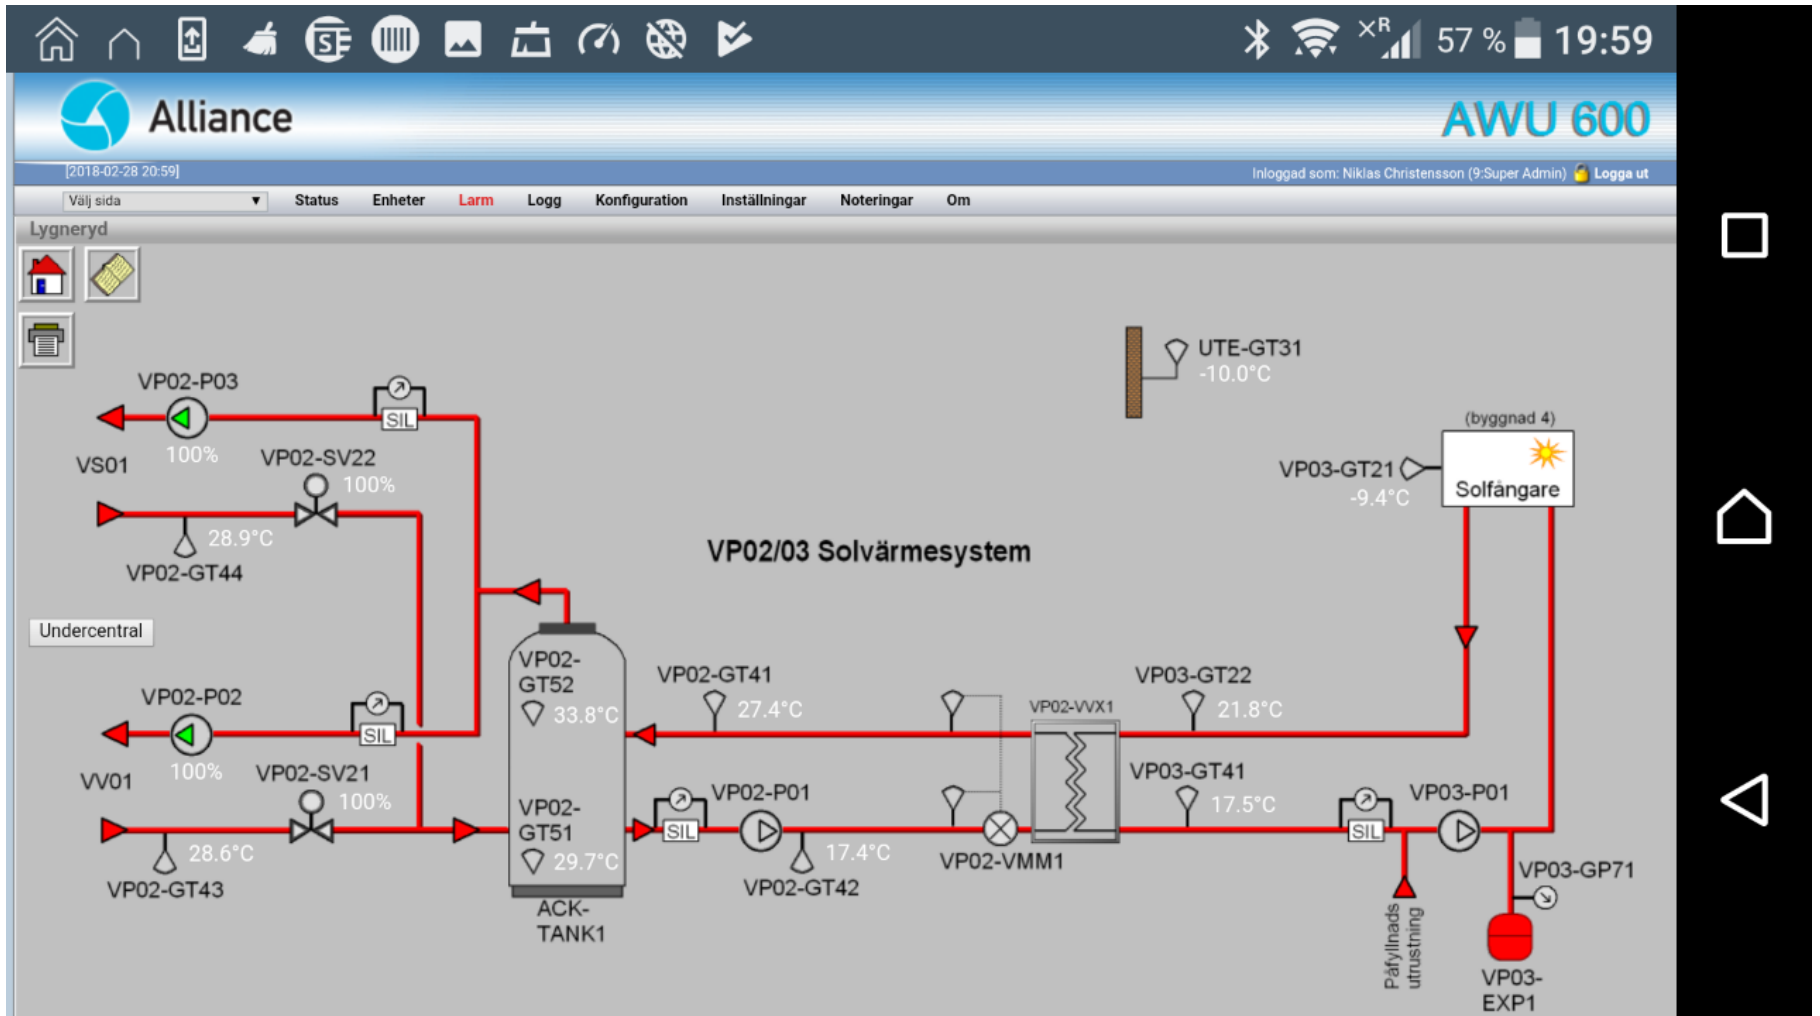 57 %
19:59
Alliance
AWU 600
[2018-02-28 20:59]
Inloggad som: Niklas Christensson (9:Super Admin) Logga ut
Välj sida
Status
Enheter
Larm
Logg
Konfiguration
Inställningar
Noteringar
Om
Lygneryd
UTE-GT31
-10.0°C
VP02-P03
SIL
100%
VS01
VP02-SV22
100%
28.9°C
VP02-GT44
(byggnad 4)
VP03-GT21
-9.4°C
Solfångare
VP02/03 Solvärmesystem
Undercentral
VP02-P02
SIL
100%
VV01
VP02-SV21
100%
28.6°C
VP02-GT43
VP02-
GT52
33.8°C
VP02-
GT51
29.7°C
ACK-
TANK1
VP02-GT41
27.4°C
VP02-P01
SIL
17.4°C
VP02-GT42
VP02-VVX1
VP02-VMM1
VP03-GT22
21.8°C
VP03-GT41
17.5°C
SIL
VP03-P01
VP03-GP71
Påfyllnads
utrustning
VP03-
EXP1